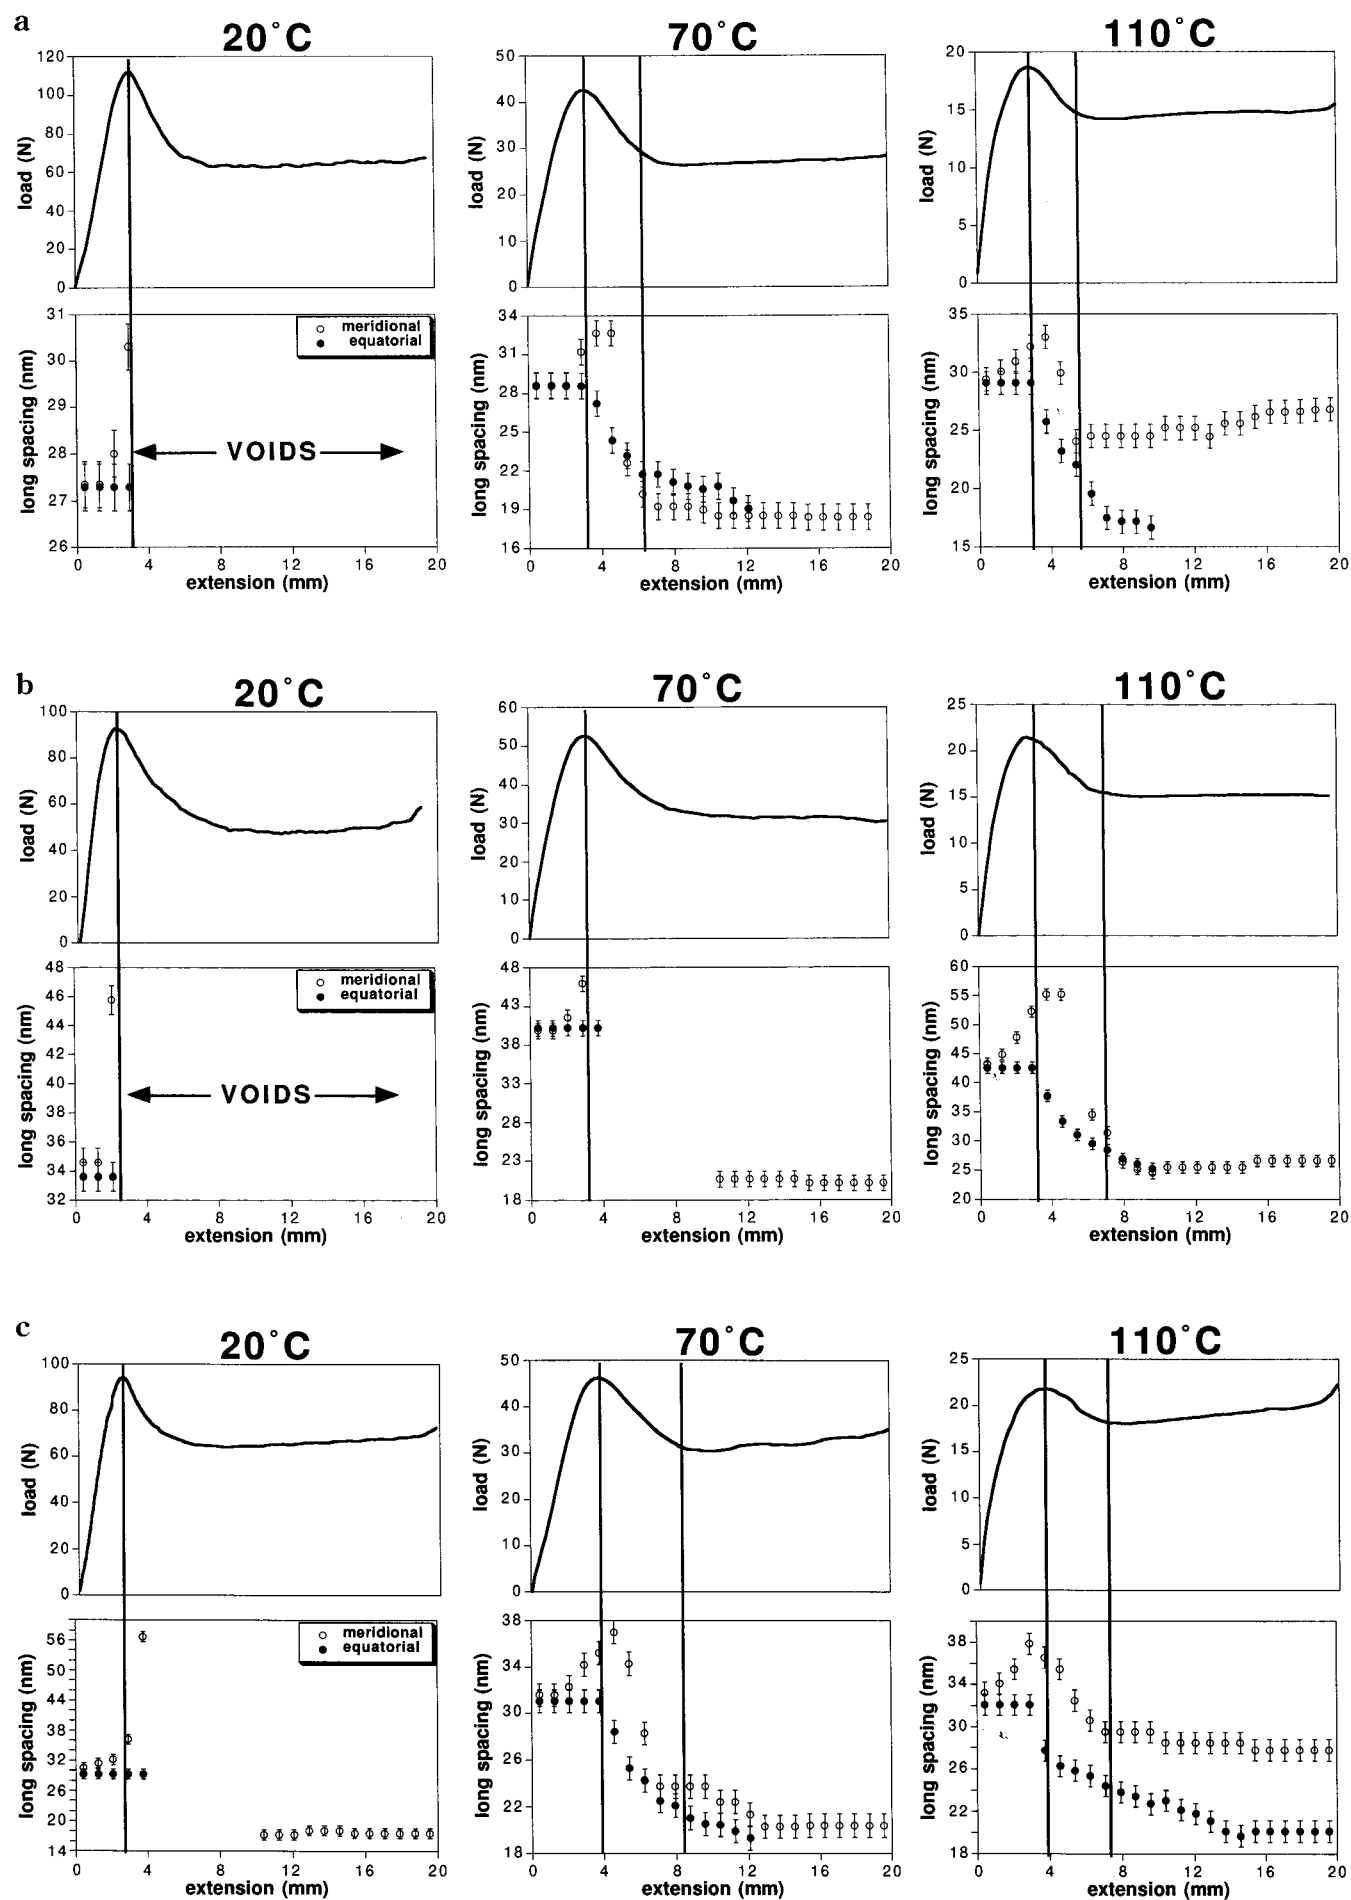 a
20°C
70°C
110°C
120
100
80
60
40
20
0
load (N)
50
40
30
20
10
0
load (N)
20
15
10
5
0
load (N)
31
30
29
28
27
26
long spacing (nm)
meridional
equatorial
VOIDS
0 4 8 12 16 20
extension (mm)
34
31
28
25
22
19
16
long spacing (nm)
0 4 8 12 16 20
extension (mm)
35
30
25
20
15
long spacing (nm)
0 4 8 12 16 20
extension (mm)
b
20°C
70°C
110°C
100
80
60
40
20
0
load (N)
60
50
40
30
20
10
0
load (N)
25
20
15
10
5
0
load (N)
48
46
44
42
40
38
36
34
32
long spacing (nm)
meridional
equatorial
VOIDS
0 4 8 12 16 20
extension (mm)
48
43
38
33
28
23
18
long spacing (nm)
0 4 8 12 16 20
extension (mm)
60
55
50
45
40
35
30
25
20
long spacing (nm)
0 4 8 12 16 20
extension (mm)
c
20°C
70°C
110°C
100
80
60
40
20
0
load (N)
50
40
30
20
10
0
load (N)
25
20
15
10
5
0
load (N)
56
50
44
38
32
26
20
14
long spacing (nm)
meridional
equatorial
0 4 8 12 16 20
extension (mm)
38
34
30
26
22
18
long spacing (nm)
0 4 8 12 16 20
extension (mm)
38
34
30
26
22
18
long spacing (nm)
0 4 8 12 16 20
extension (mm)